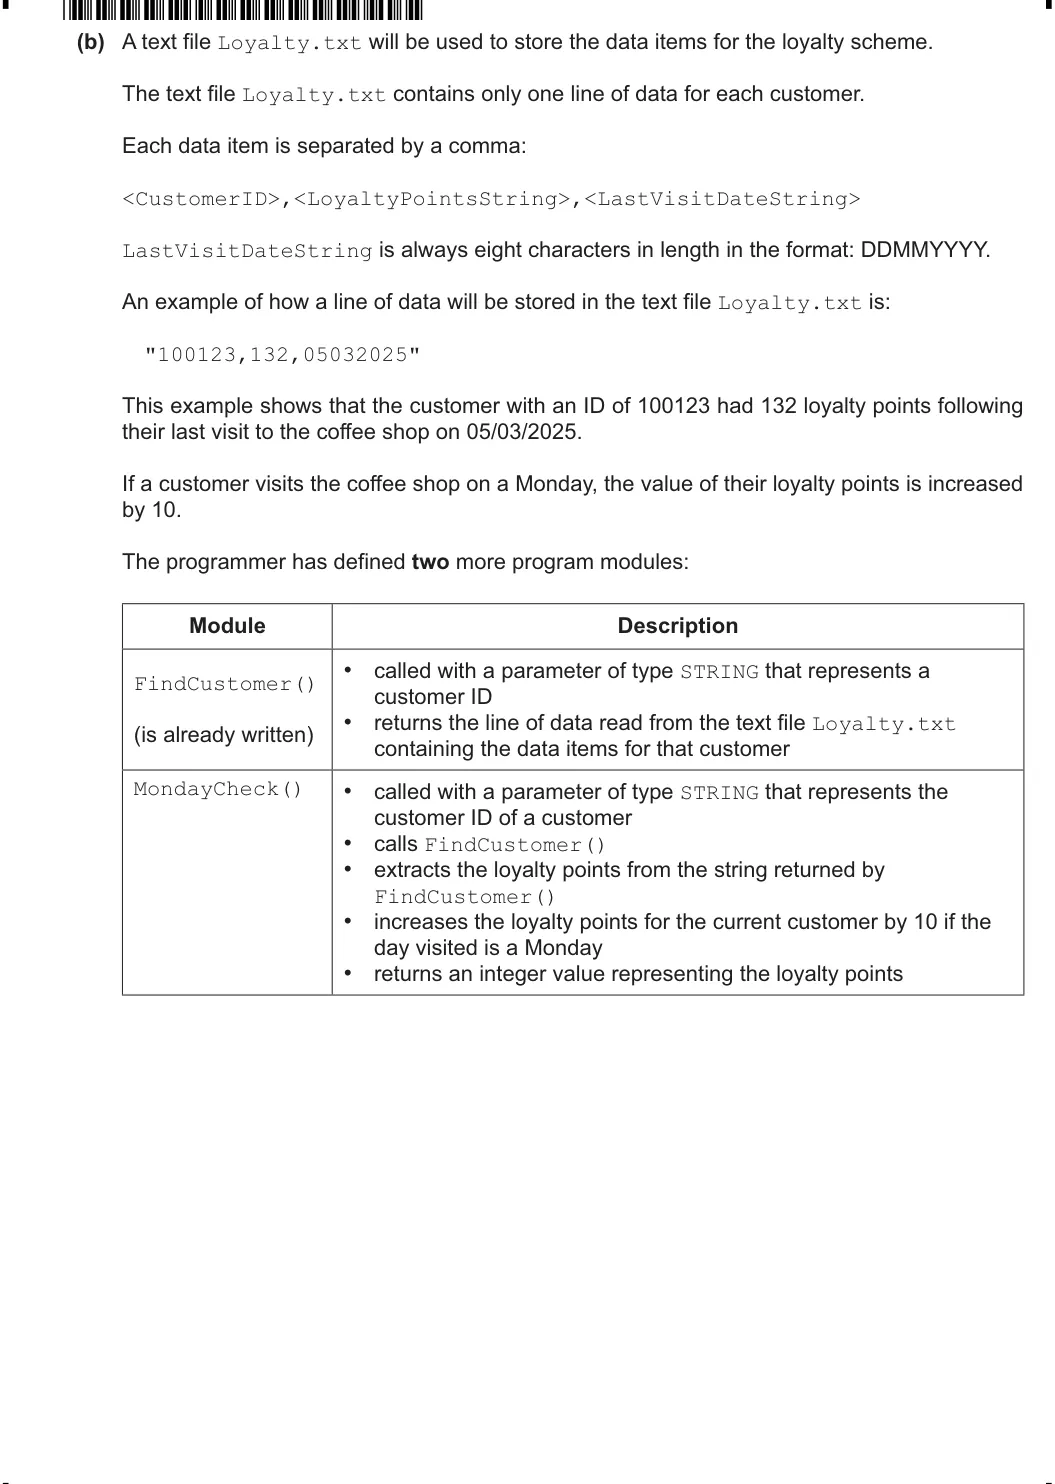 (b) A text file Loyalty.txt will be used to store the data items for the loyalty scheme.
The text file Loyalty.txt contains only one line of data for each customer.
Each data item is separated by a comma:
<CustomerID>,<LoyaltyPointsString>,<LastVisitDateString>
LastVisitDateString is always eight characters in length in the format: DDMMYYYY.
An example of how a line of data will be stored in the text file Loyalty.txt is:
"100123,132,05032025"
This example shows that the customer with an ID of 100123 had 132 loyalty points following
their last visit to the coffee shop on 05/03/2025.
If a customer visits the coffee shop on a Monday, the value of their loyalty points is increased
by 10.
The programmer has defined two more program modules:
Module Description
FindCustomer()
(is already written)
• called with a parameter of type STRING that represents a
customer ID
• returns the line of data read from the text file Loyalty.txt
containing the data items for that customer
MondayCheck()
• called with a parameter of type STRING that represents the
customer ID of a customer
• calls FindCustomer()
• extracts the loyalty points from the string returned by
FindCustomer()
• increases the loyalty points for the current customer by 10 if the
day visited is a Monday
• returns an integer value representing the loyalty points